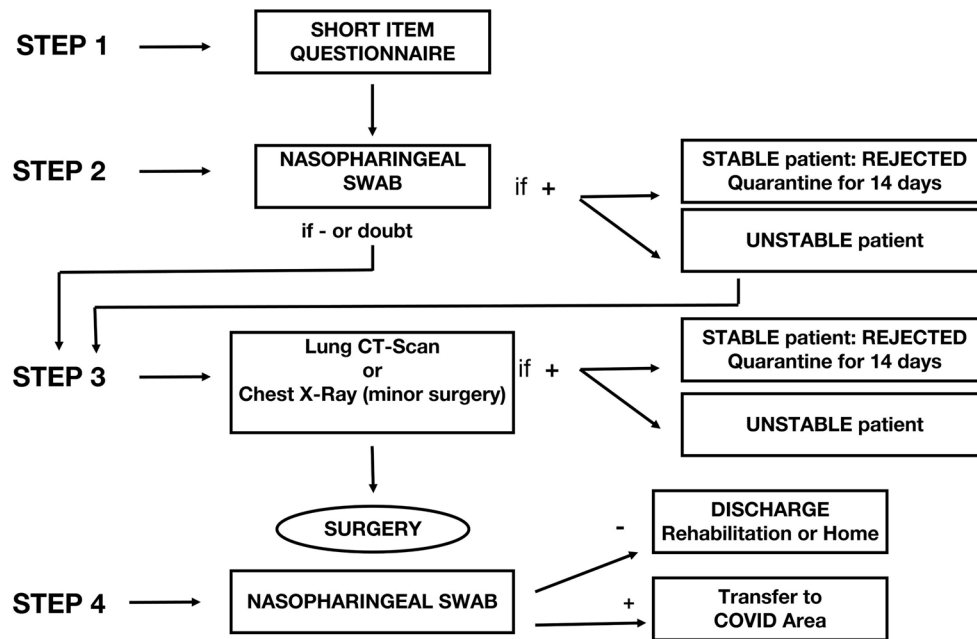 STEP 1
SHORT ITEM
QUESTIONNAIRE
STEP 2
NASOPHARINGEAL
SWAB
if +
STABLE patient: REJECTED
Quarantine for 14 days
UNSTABLE patient
if - or doubt
STEP 3
Lung CT-Scan
or
Chest X-Ray (minor surgery)
if +
STABLE patient: REJECTED
Quarantine for 14 days
UNSTABLE patient
SURGERY
-
DISCHARGE
Rehabilitation or Home
STEP 4
NASOPHARINGEAL SWAB
+
Transfer to
COVID Area